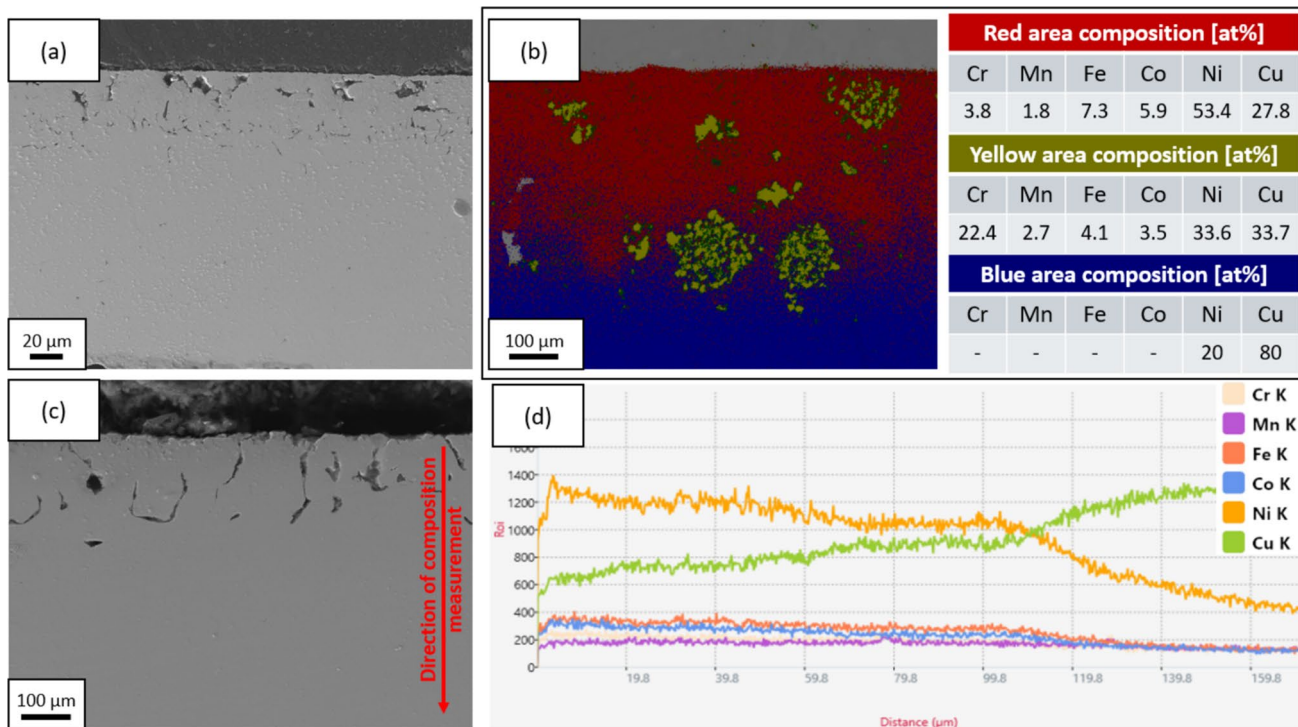 (a)
20 µm
(b)
100 µm
Red area composition [at%]
Cr Mn Fe Co Ni Cu
3.8 1.8 7.3 5.9 53.4 27.8
Yellow area composition [at%]
Cr Mn Fe Co Ni Cu
22.4 2.7 4.1 3.5 33.6 33.7
Blue area composition [at%]
Cr Mn Fe Co Ni Cu
- - - - 20 80
(c)
Direction of composition
measurement
100 µm
(d)
Cr K
Mn K
Fe K
Co K
Ni K
Cu K
1600
1400
1200
1000
800
600
400
200
0
Roi
19.8 39.8 59.8 79.8 99.8 119.8 139.8 159.8
Distance (µm)